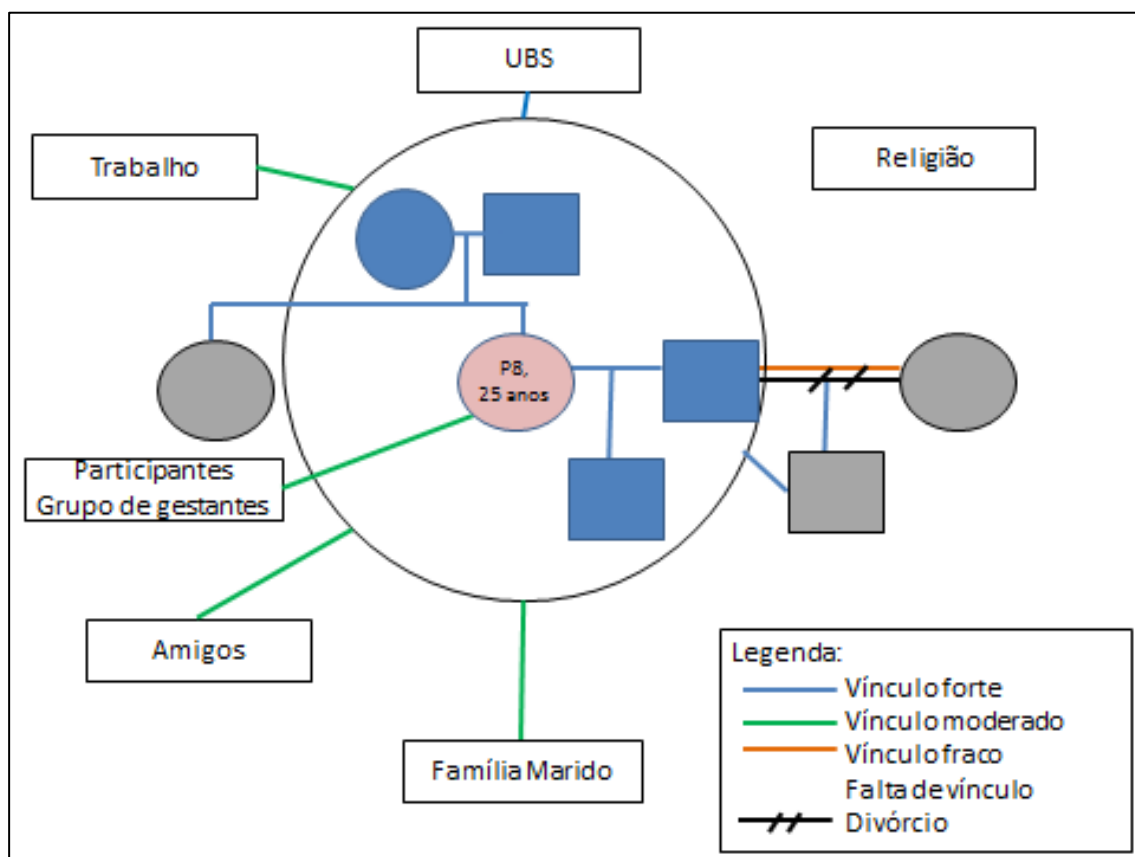 UBS
Trabalho
Religião
P8,
25 anos
Participantes
Grupo de gestantes
Amigos
Família Marido
Legenda:
Vínculo forte
Vínculo moderado
Vínculo fraco
Falta de vínculo
Divórcio